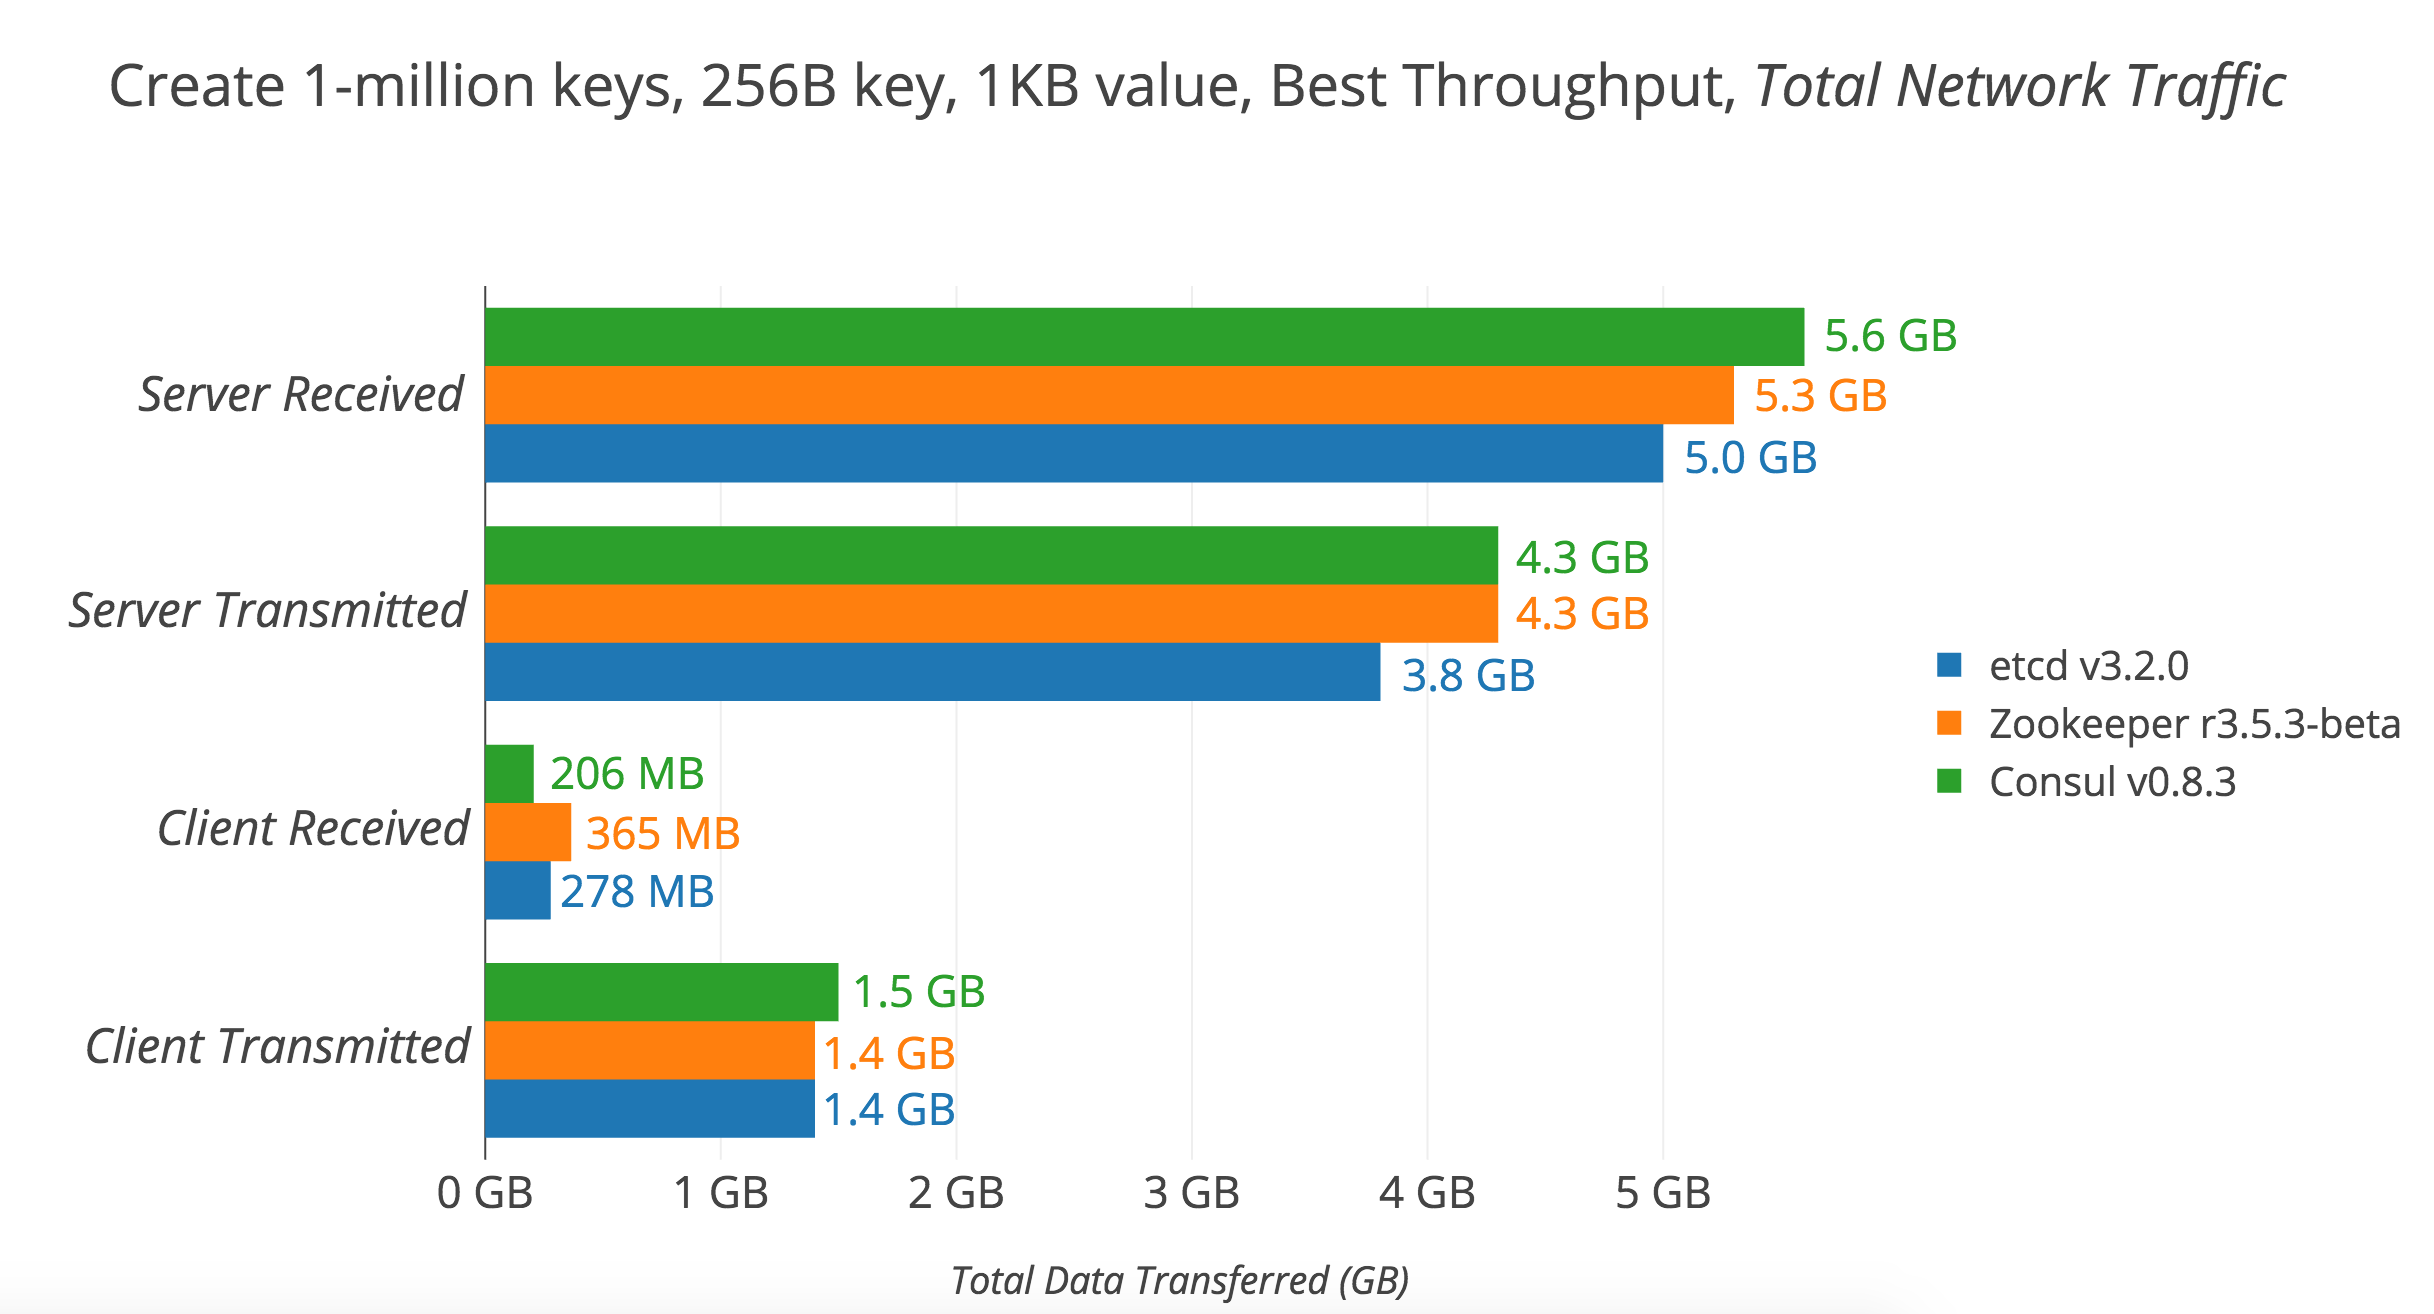 Create 1-million keys, 256B key, 1KB value, Best Throughput, Total Network Traffic
Server Received
5.6 GB
5.3 GB
5.0 GB
Server Transmitted
4.3 GB
4.3 GB
3.8 GB
Client Received
206 MB
365 MB
278 MB
Client Transmitted
1.5 GB
1.4 GB
1.4 GB
0 GB 1 GB 2 GB 3 GB 4 GB 5 GB
Total Data Transferred (GB)
etcd v3.2.0
Zookeeper r3.5.3-beta
Consul v0.8.3